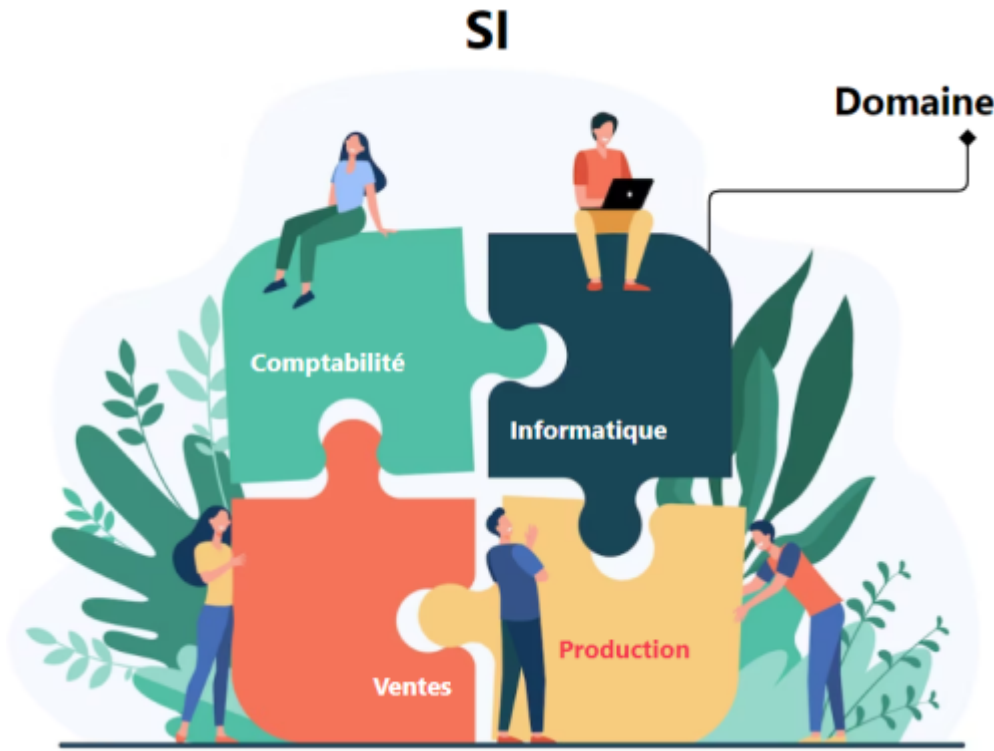 SI
Domaine
Comptabilité
Informatique
Production
Ventes